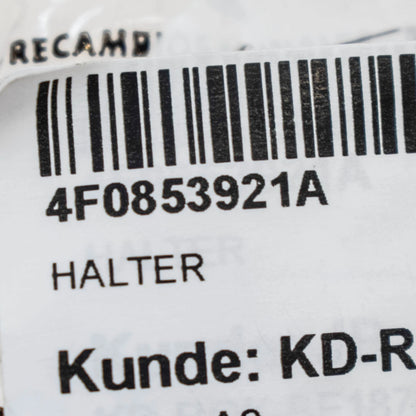 RECAMB
4F0853921A
HALTER
Kunde: KD-R